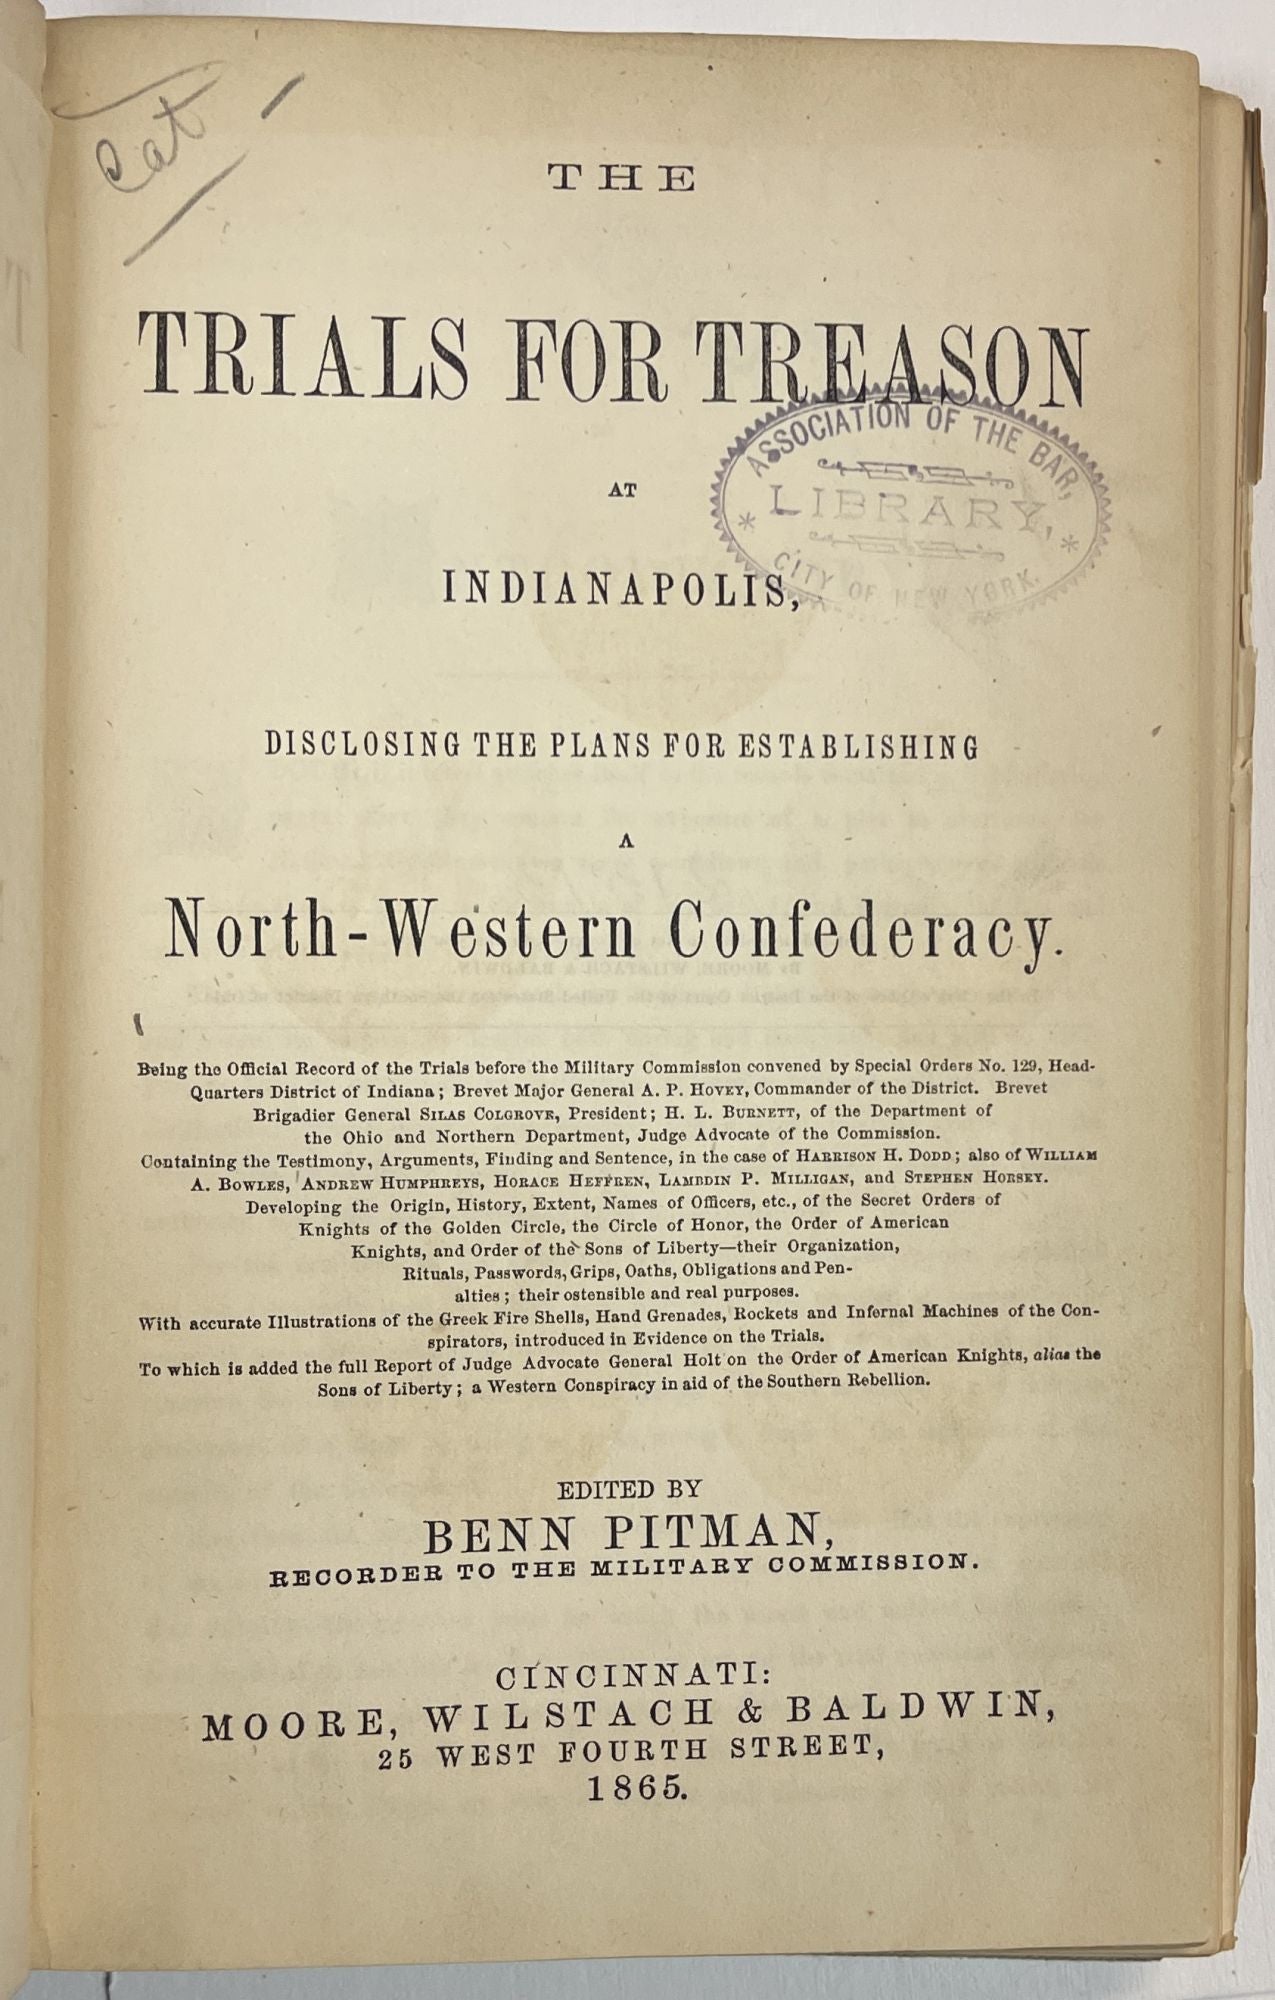 Cat
THE
TRIALS FOR TREASON
ASSOCIATION OF THE BAR,
LIBRARY,
CITY OF NEW YORK.
AT
INDIANAPOLIS,
DISCLOSING THE PLANS FOR ESTABLISHING
A
North-Western Confederacy.
Being the Official Record of the Trials before the Military Commission convened by Special Orders No. 129, Head-
Quarters District of Indiana; Brevet Major General A. P. HOVEY, Commander of the District. Brevet
Brigadier General SILAS COLGROVE, President; H. L. BURNETT, of the Department of
the Ohio and Northern Department, Judge Advocate of the Commission.
Containing the Testimony, Arguments, Finding and Sentence, in the case of HARRISON H. DODD; also of WILLIAM
A. BOWLES, ANDREW HUMPHREYS, HORACE HEFFREN, LAMBDIN P. MILLIGAN, and STEPHEN HORSEY.
Developing the Origin, History, Extent, Names of Officers, etc., of the Secret Orders of
Knights of the Golden Circle, the Circle of Honor, the Order of American
Knights, and Order of the Sons of Liberty—their Organization,
Rituals, Passwords, Grips, Oaths, Obligations and Pen-
alties; their ostensible and real purposes.
With accurate Illustrations of the Greek Fire Shells, Hand Grenades, Rockets and Infernal Machines of the Con-
spirators, introduced in Evidence on the Trials.
To which is added the full Report of Judge Advocate General Holt on the Order of American Knights, alias the
Sons of Liberty; a Western Conspiracy in aid of the Southern Rebellion.
EDITED BY
BENN PITMAN,
RECORDER TO THE MILITARY COMMISSION.
CINCINNATI:
MOORE, WILSTACH & BALDWIN,
25 WEST FOURTH STREET,
1865.